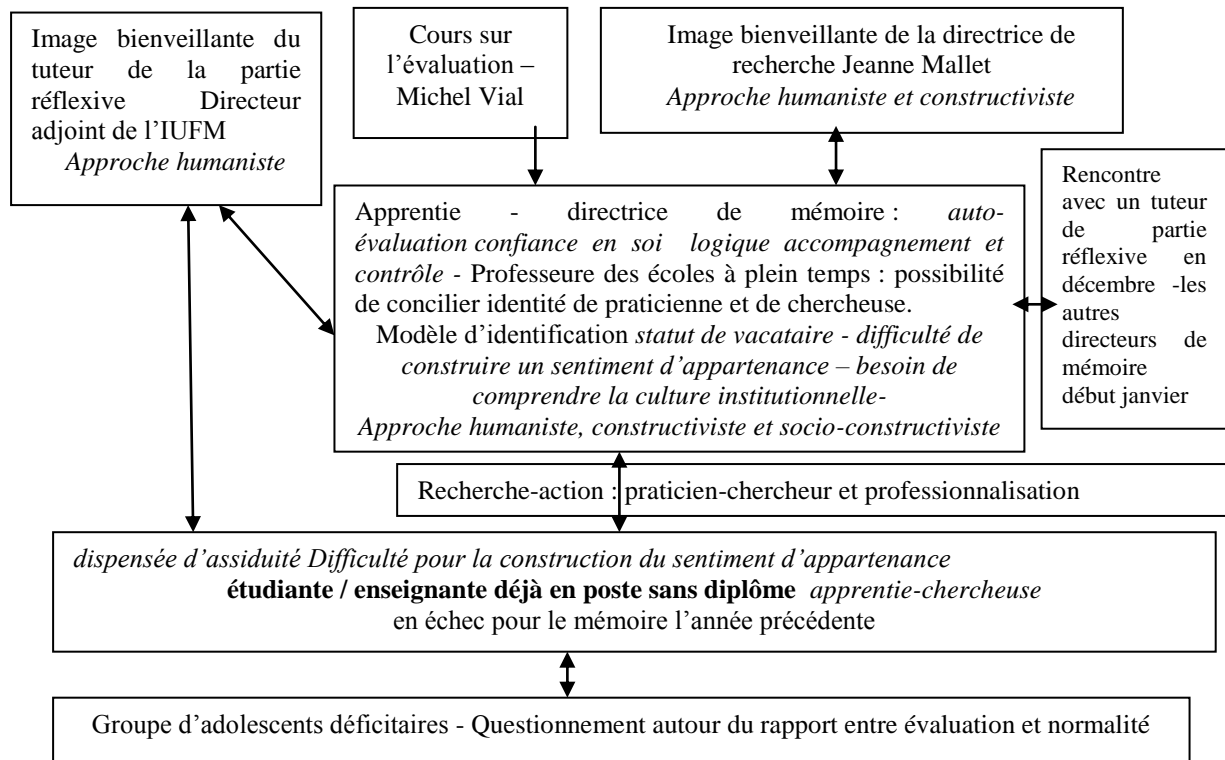 Image bienveillante du
tuteur de la partie
réflexive Directeur
adjoint de l’IUFM
Approche humaniste
Cours sur
l’évaluation –
Michel Vial
Image bienveillante de la directrice de
recherche Jeanne Mallet
Approche humaniste et constructiviste
Apprentie - directrice de mémoire : auto-
évaluation confiance en soi logique accompagnement et
contrôle - Professeure des écoles à plein temps : possibilité
de concilier identité de praticienne et de chercheuse.
Modèle d’identification statut de vacataire - difficulté de
construire un sentiment d’appartenance – besoin de
comprendre la culture institutionnelle-
Approche humaniste, constructiviste et socio-constructiviste
Rencontre
avec un tuteur
de partie
réflexive en
décembre -les
autres
directeurs de
mémoire
début janvier
Recherche-action : praticien-chercheur et professionnalisation
dispensée d’assiduité Difficulté pour la construction du sentiment d’appartenance
étudiante / enseignante déjà en poste sans diplôme apprentie-chercheuse
en échec pour le mémoire l’année précédente
Groupe d’adolescents déficitaires - Questionnement autour du rapport entre évaluation et normalité